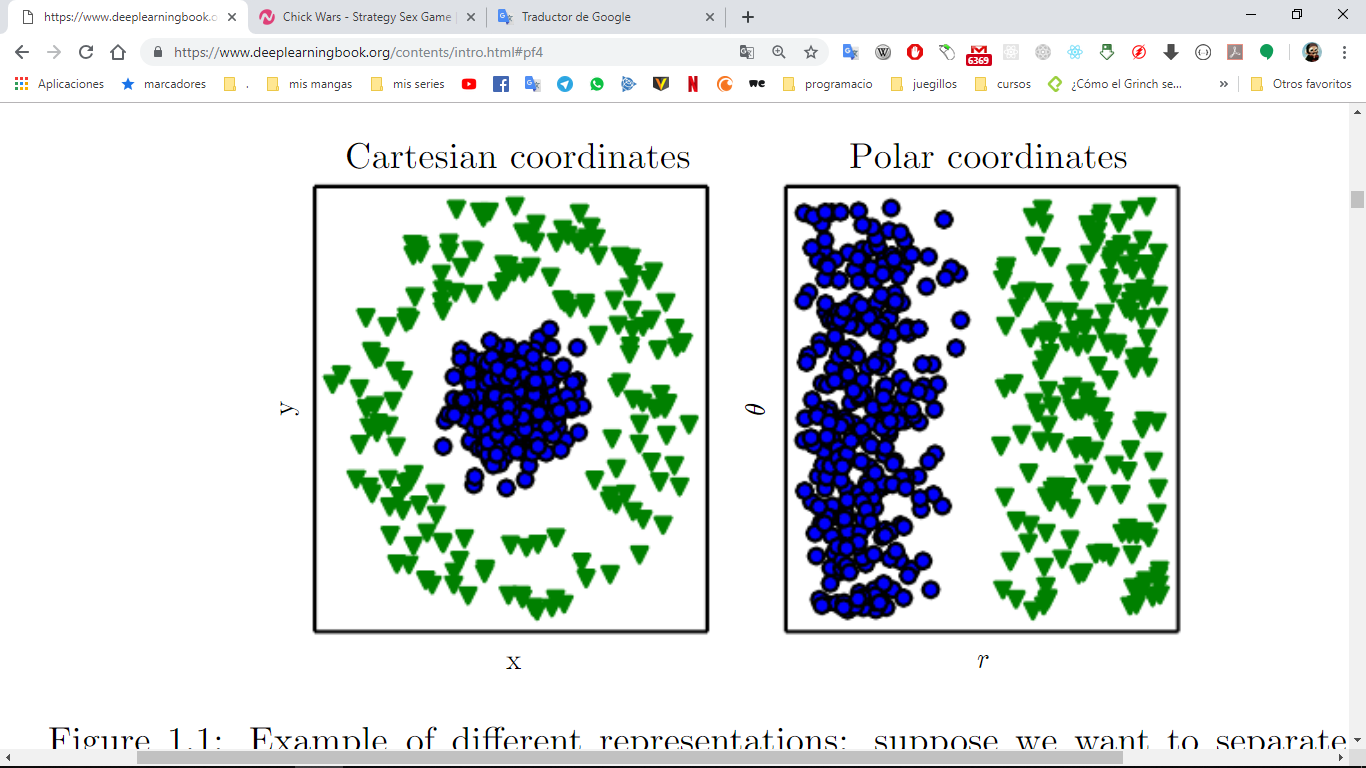 https://www.deeplearningbook.o
Chick Wars - Strategy Sex Game
Traductor de Google
https://www.deeplearningbook.org/contents/intro.html#pf4
6369
Aplicaciones
marcadores
.
mis mangas
mis series
we
programacio
juegillos
cursos
¿Cómo el Grinch se...
»
Otros favoritos
Cartesian coordinates
Polar coordinates
y
θ
x
r
Figure 1.1: Example of different representations: suppose we want to separate